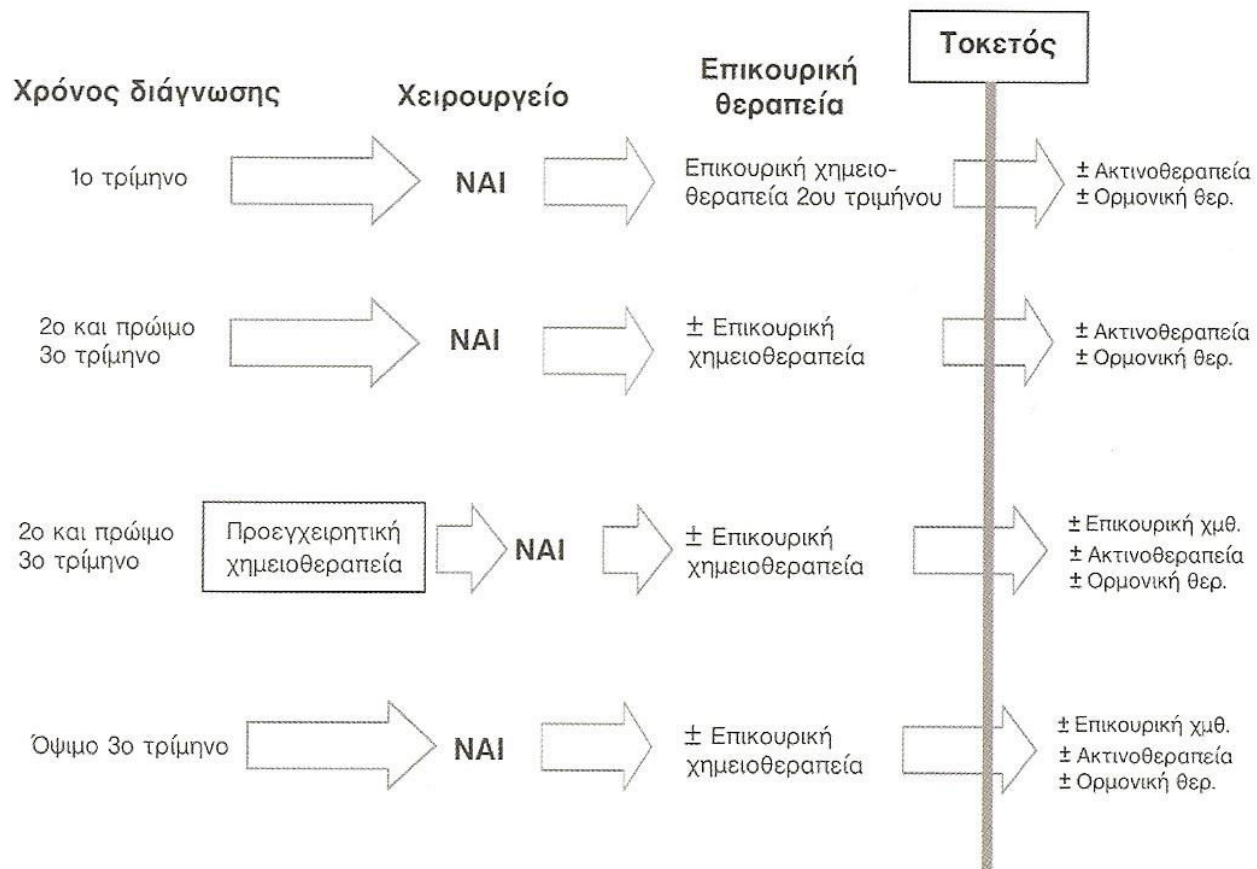 Τοκετός
Χρόνος διάγνωσης
Χειρουργείο
Επικουρική
θεραπεία
1ο τρίμηνο
ΝΑΙ
Επικουρική χημειο-
θεραπεία 2ου τριμήνου
± Ακτινοθεραπεία
± Ορμονική θερ.
2ο και πρώιμο
3ο τρίμηνο
ΝΑΙ
± Επικουρική
χημειοθεραπεία
± Ακτινοθεραπεία
± Ορμονική θερ.
2ο και πρώιμο
3ο τρίμηνο
Προεγχειρητική
χημειοθεραπεία
ΝΑΙ
± Επικουρική
χημειοθεραπεία
± Επικουρική χμθ.
± Ακτινοθεραπεία
± Ορμονική θερ.
Όψιμο 3ο τρίμηνο
ΝΑΙ
± Επικουρική
χημειοθεραπεία
± Επικουρική χμθ.
± Ακτινοθεραπεία
± Ορμονική θερ.